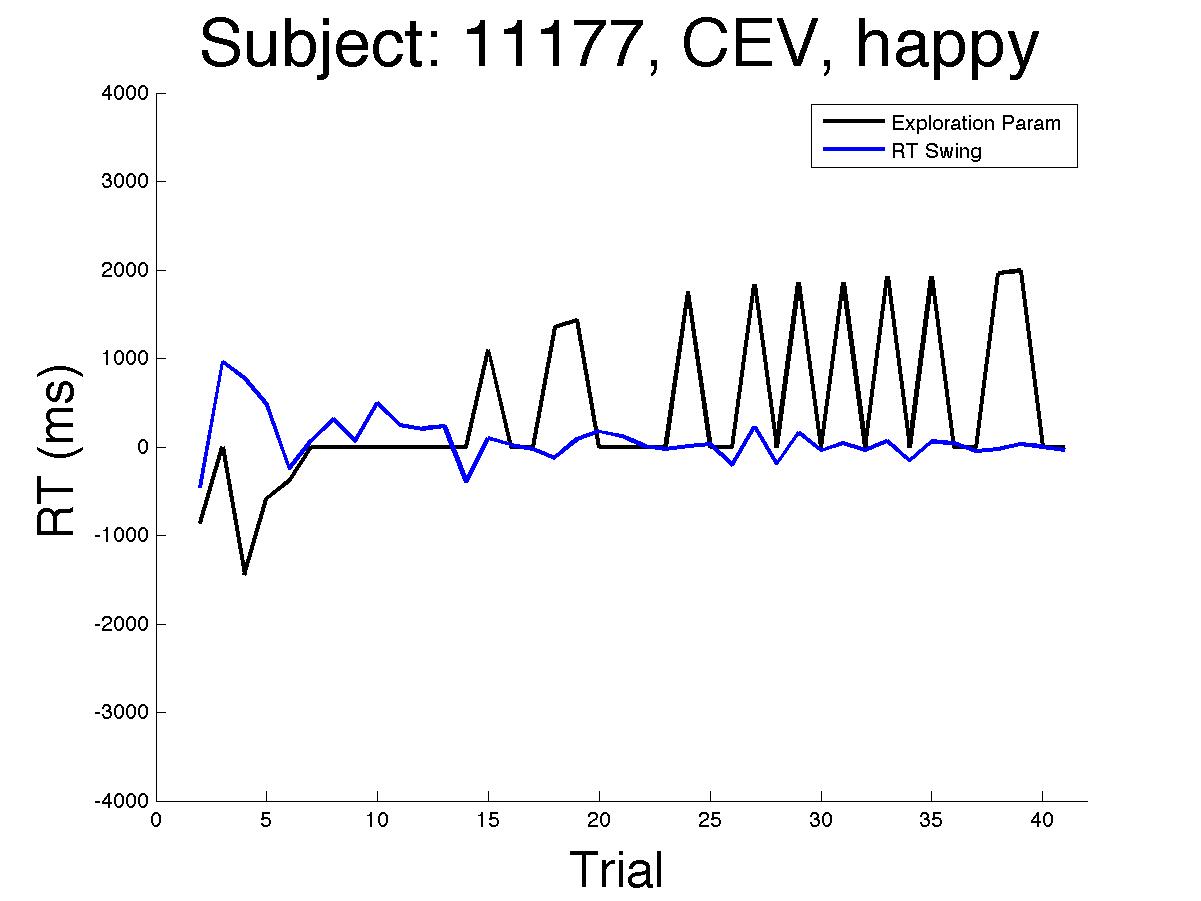 Subject: 11177, CEV, happy
Exploration Param
RT Swing
4000
3000
2000
1000
0
-1000
-2000
-3000
-4000
RT (ms)
0 5 10 15 20 25 30 35 40
Trial